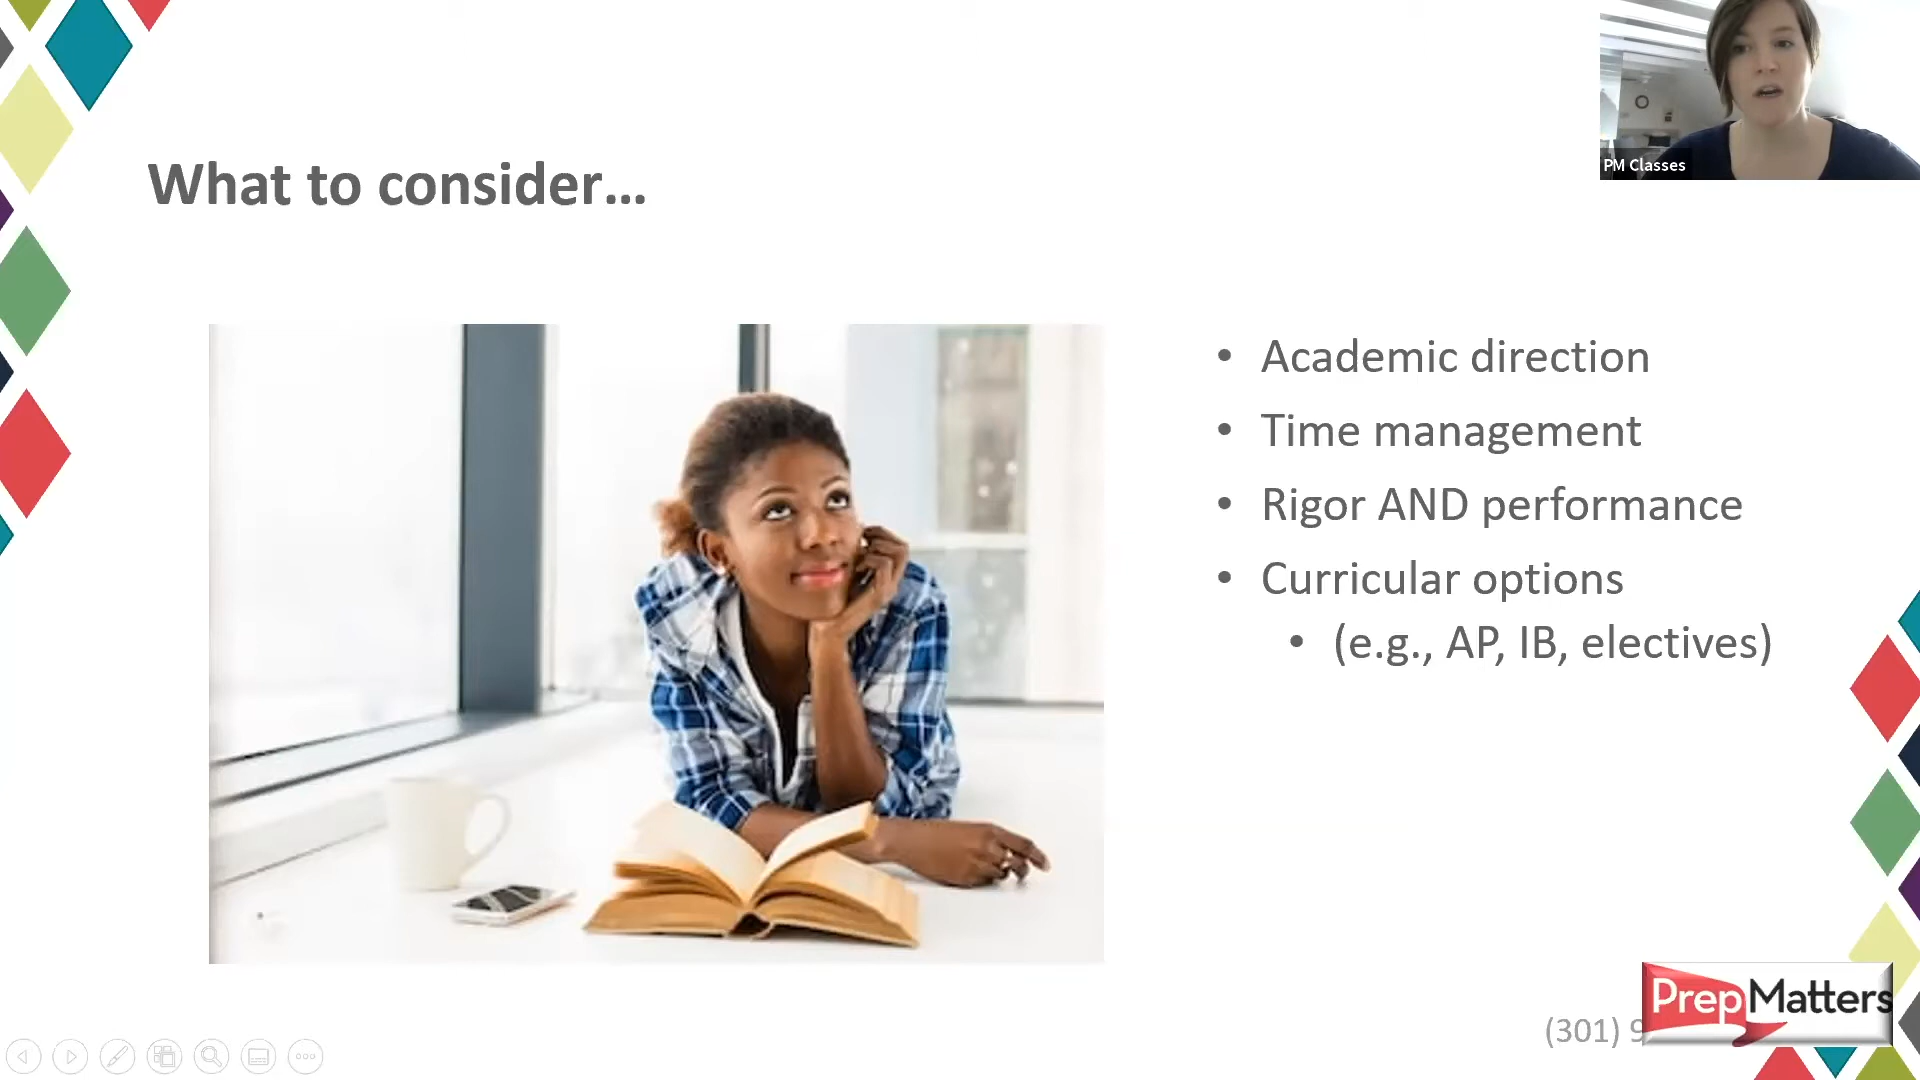 PM Classes
What to consider...
• Academic direction
• Time management
• Rigor AND performance
• Curricular options
• (e.g., AP, IB, electives)
PrepMatters
(301) 9